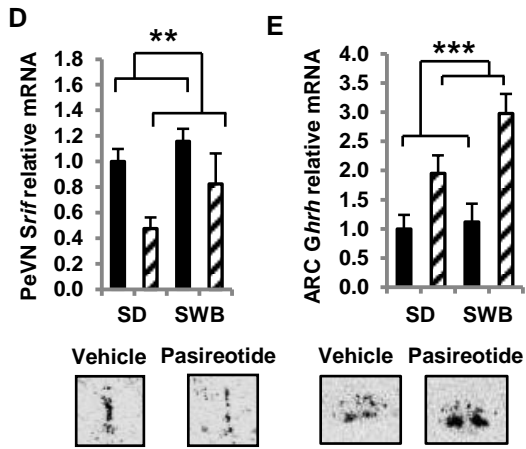 D
**
PeVN Srif relative mRNA
1.8
1.6
1.4
1.2
1.0
0.8
0.6
0.4
0.2
0.0
SD SWB
Vehicle Pasireotide
E
***
ARC Ghrh relative mRNA
4.0
3.5
3.0
2.5
2.0
1.5
1.0
0.5
0.0
SD SWB
Vehicle Pasireotide